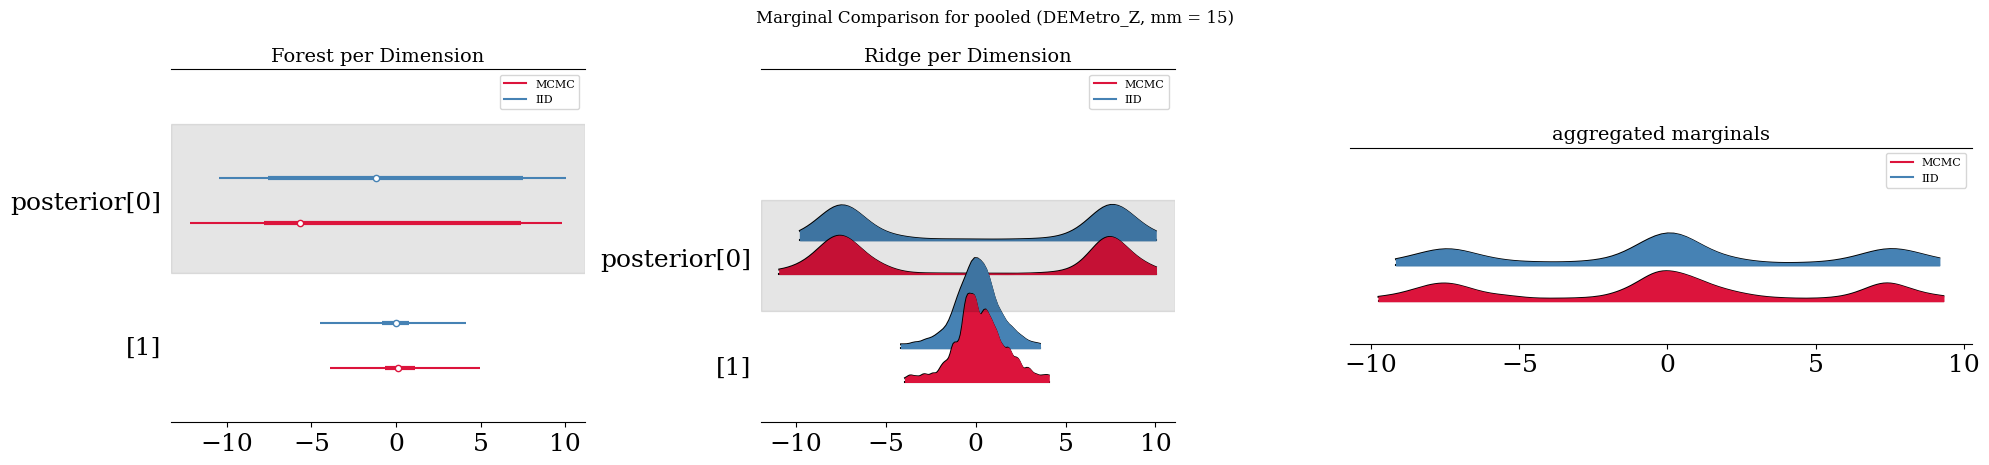 Marginal Comparison for pooled (DEMetro_Z, mm = 15)
Forest per Dimension
MCMC
IID
posterior[0]
[1]
−10 −5 0 5 10
Ridge per Dimension
MCMC
IID
posterior[0]
[1]
−10 −5 0 5 10
aggregated marginals
MCMC
IID
−10 −5 0 5 10